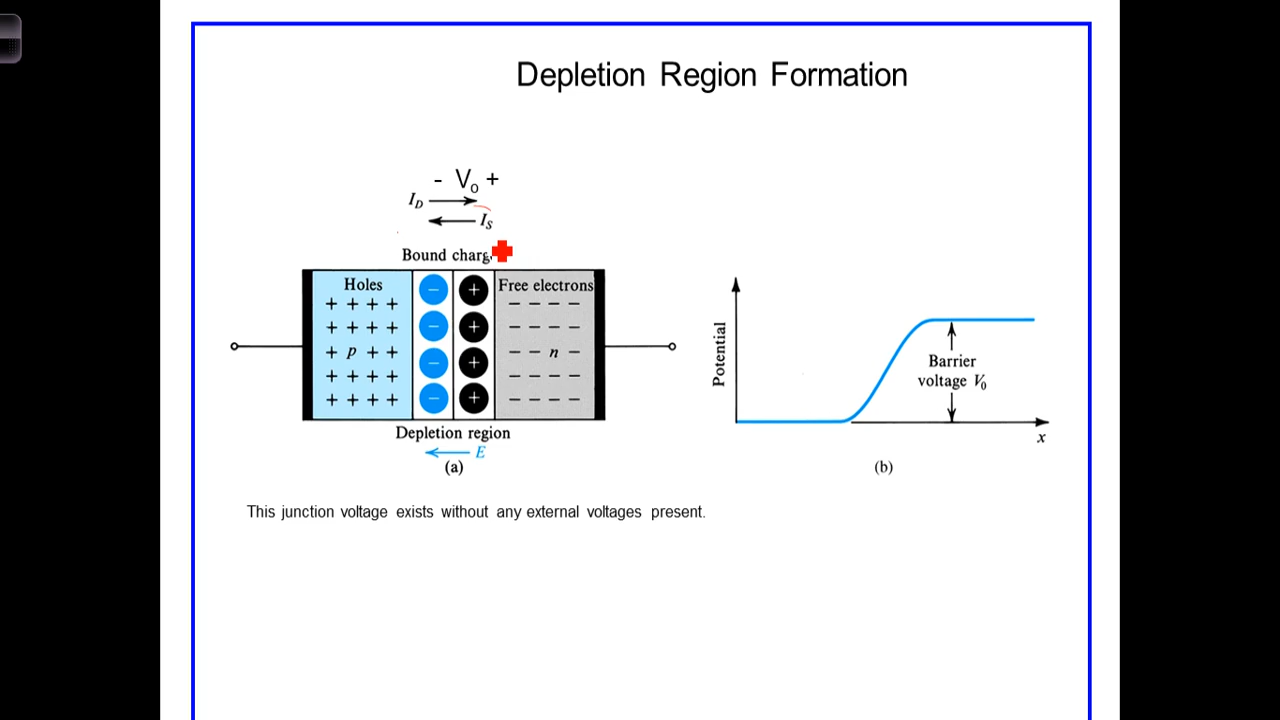 Depletion Region Formation
- V₀ +
I_D
I_S
Bound charg
Holes
Free electrons
+ + + +
- - - -
+ + + +
- - - -
+ p + +
- - n -
+ + + +
- - - -
+ + + +
- - - -
− +
− +
− +
− +
Depletion region
E
(a)
Potential
Barrier
voltage V₀
x
(b)
This junction voltage exists without any external voltages present.